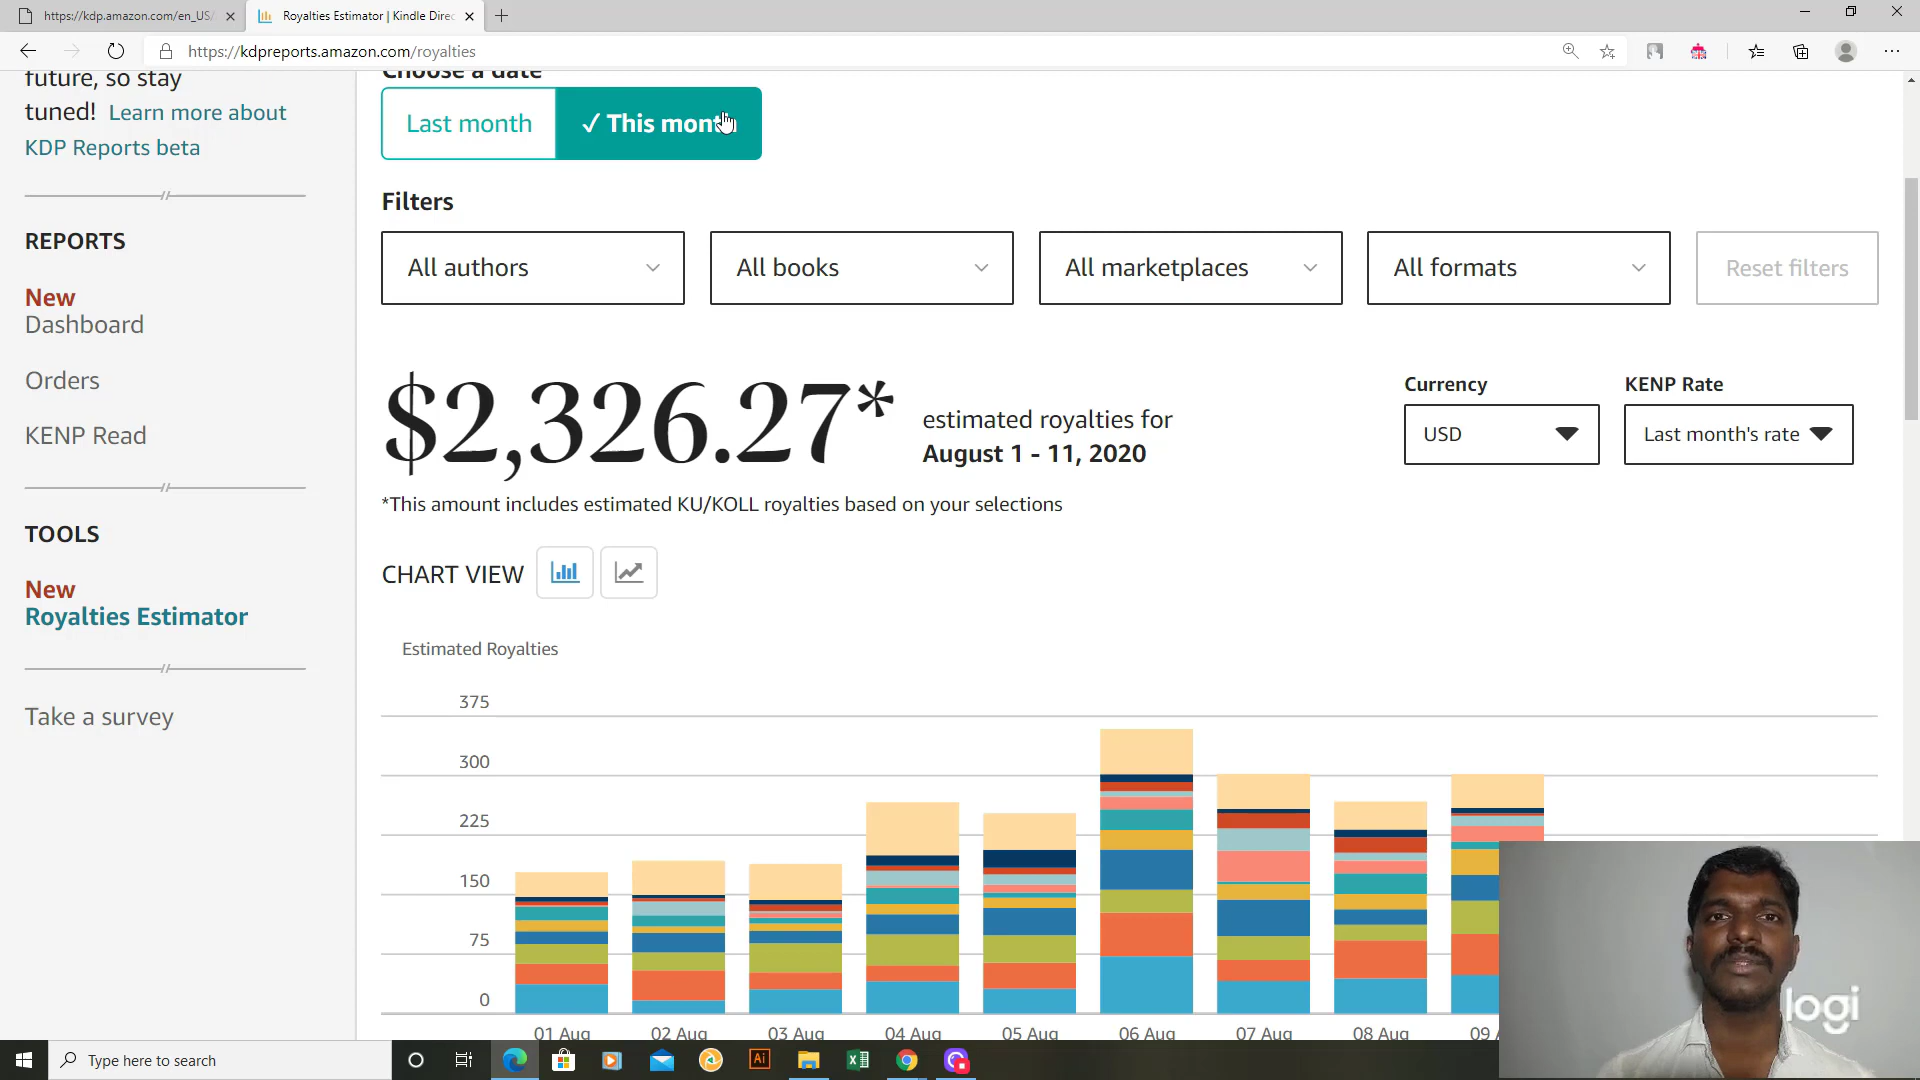 https://kdp.amazon.com/en_US/
Royalties Estimator | Kindle Direc
https://kdpreports.amazon.com/royalties
future, so stay
tuned! Learn more about
KDP Reports beta
REPORTS
New
Dashboard
Orders
KENP Read
TOOLS
New
Royalties Estimator
Take a survey
Choose a date
Last month
✓ This month
Filters
All authors
All books
All marketplaces
All formats
Reset filters
$2,326.27*
estimated royalties for
August 1 - 11, 2020
Currency
USD
KENP Rate
Last month's rate
*This amount includes estimated KU/KOLL royalties based on your selections
CHART VIEW
Estimated Royalties
375
300
225
150
75
0
01 Aug
02 Aug
03 Aug
04 Aug
05 Aug
06 Aug
07 Aug
08 Aug
09 A
logi
Type here to search
Ai